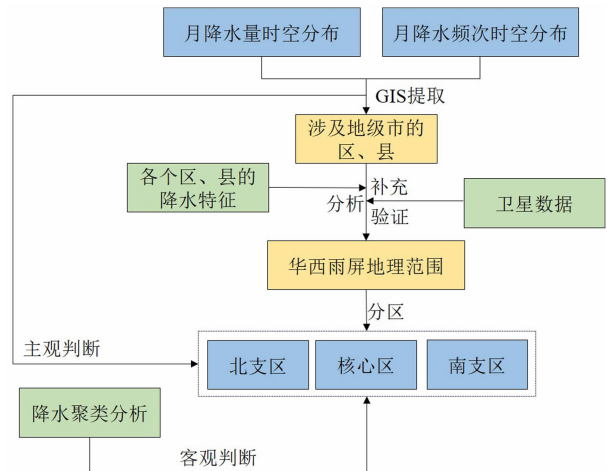 月降水量时空分布
月降水频次时空分布
GIS提取
涉及地级市的
区、县
各个区、县的
降水特征
补充
分析
验证
卫星数据
华西雨屏地理范围
分区
主观判断
北支区
核心区
南支区
降水聚类分析
客观判断